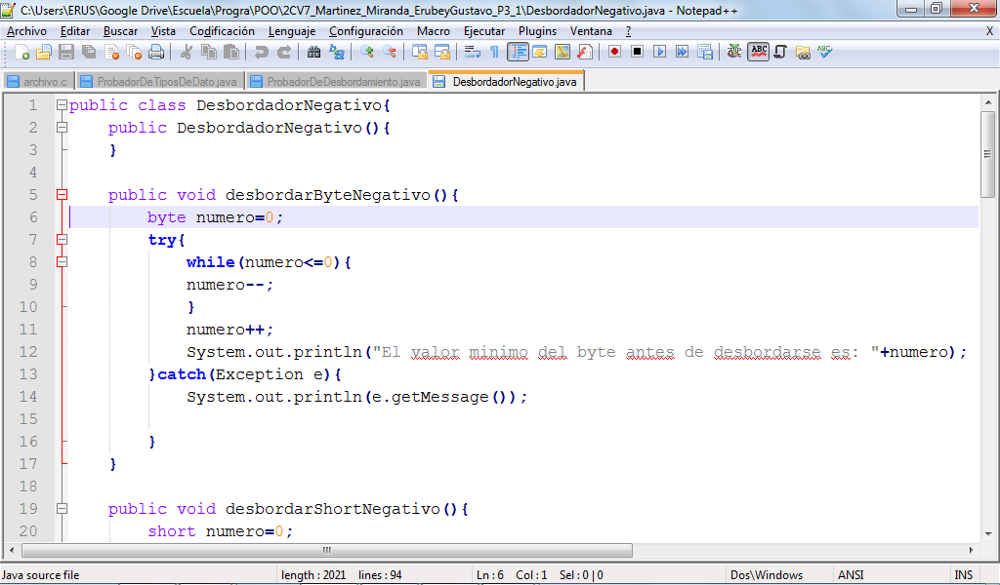 C:\Users\ERUS\Google Drive\Escuela\Progra\POO\2CV7_Martinez_Miranda_ErubeyGustavo_P3_1\DesbordadorNegativo.java - Notepad++
Archivo Editar Buscar Vista Codificación Lenguaje Configuración Macro Ejecutar Plugins Ventana ? X
ABC ABC
archivo.c ProbadorDeTiposDeDato.java ProbadorDeDesbordamiento.java DesbordadorNegativo.java
1 public class DesbordadorNegativo{
2 public DesbordadorNegativo(){
3 }
4
5 public void desbordarByteNegativo(){
6 byte numero=0;
7 try{
8 while(numero<=0){
9 numero--;
10 }
11 numero++;
12 System.out.println("El valor minimo del byte antes de desbordarse es: "+numero);
13 }catch(Exception e){
14 System.out.println(e.getMessage());
15
16 }
17 }
18
19 public void desbordarShortNegativo(){
20 short numero=0;
Java source file length : 2021 lines : 94 Ln : 6 Col : 1 Sel : 0 | 0 Dos\Windows ANSI INS